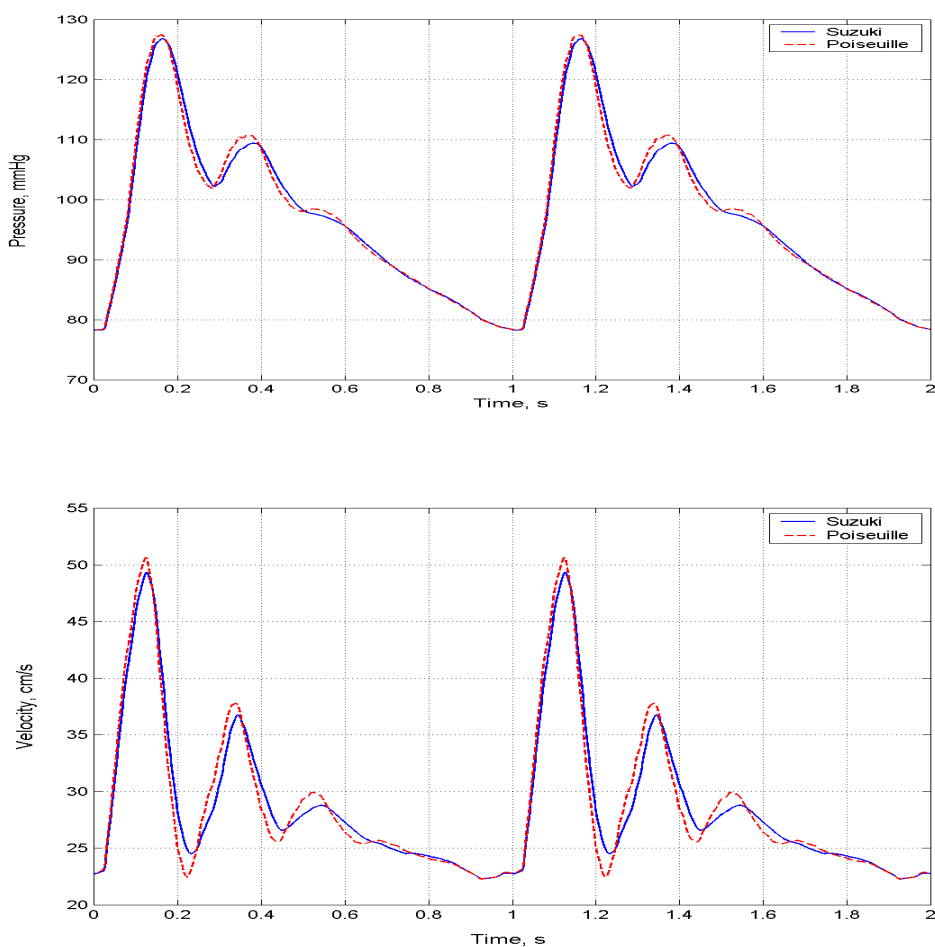 130
120
110
100
90
80
70
Pressure, mmHg
Suzuki
Poiseuille
0 0.2 0.4 0.6 0.8 1 1.2 1.4 1.6 1.8 2
Time, s
55
50
45
40
35
30
25
20
Velocity, cm/s
Suzuki
Poiseuille
0 0.2 0.4 0.6 0.8 1 1.2 1.4 1.6 1.8 2
Time, s